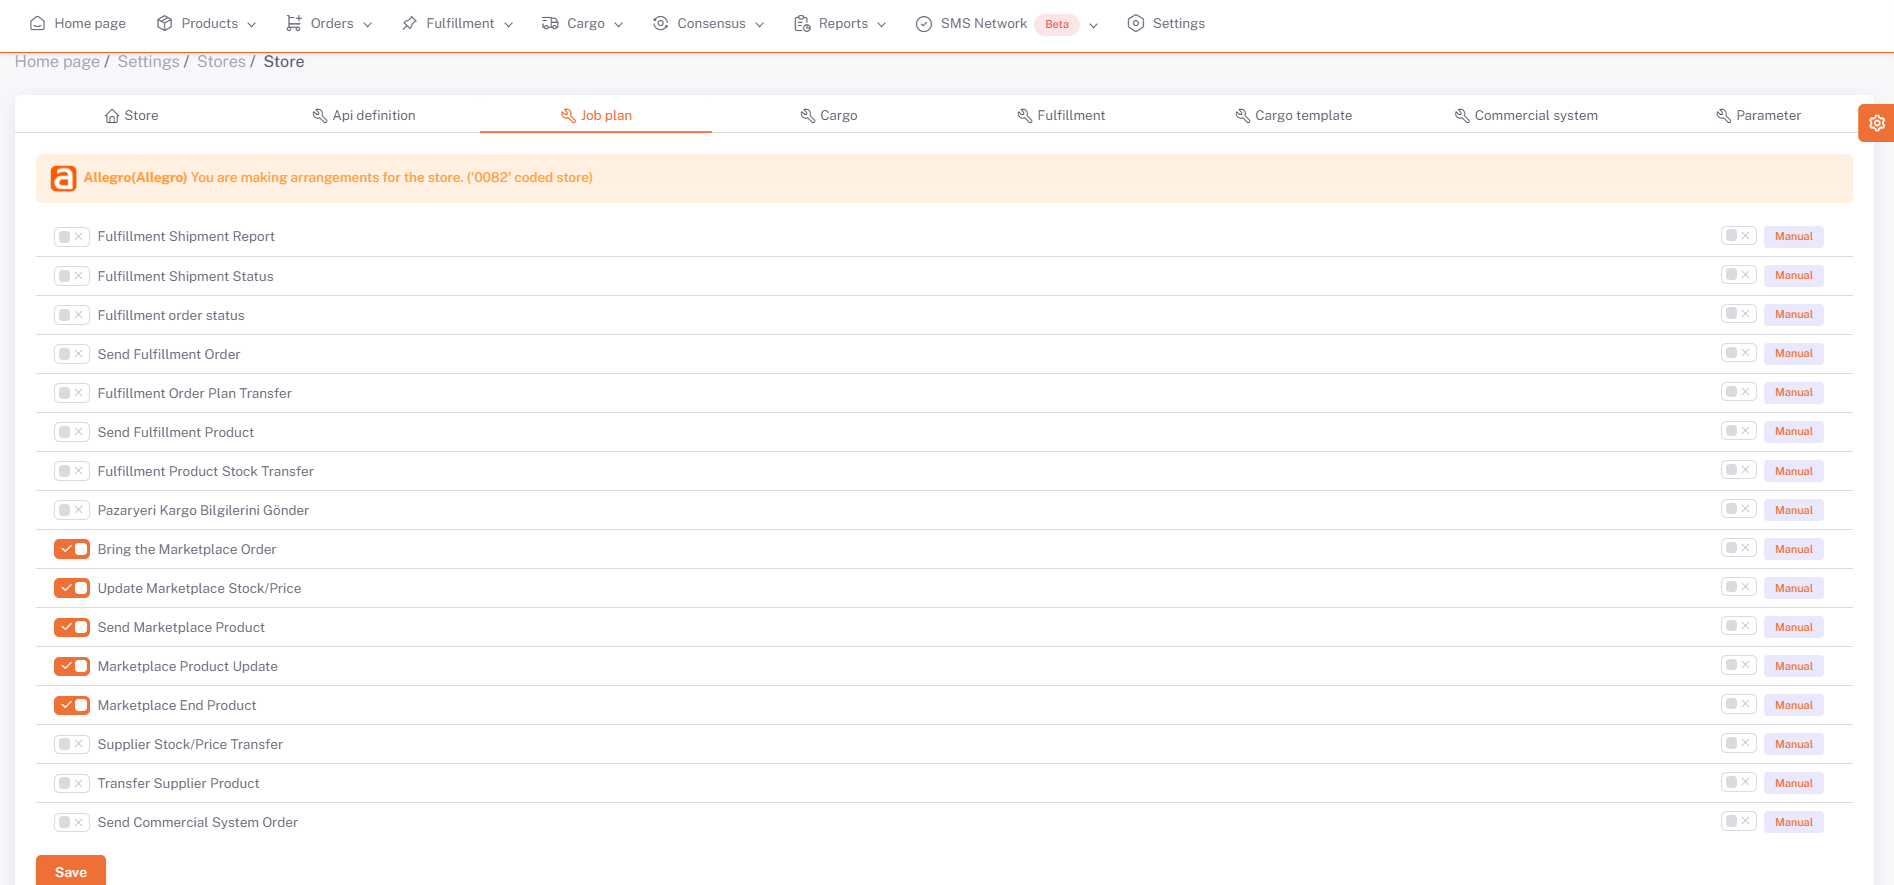 Home page Products Orders Fulfillment Cargo Consensus Reports SMS Network Beta Settings
Home page / Settings / Stores / Store
Store Api definition Job plan Cargo Fulfillment Cargo template Commercial system Parameter
a Allegro(Allegro) You are making arrangements for the store. ('0082' coded store)
Fulfillment Shipment Report Manual
Fulfillment Shipment Status Manual
Fulfillment order status Manual
Send Fulfillment Order Manual
Fulfillment Order Plan Transfer Manual
Send Fulfillment Product Manual
Fulfillment Product Stock Transfer Manual
Pazaryeri Kargo Bilgilerini Gönder Manual
Bring the Marketplace Order Manual
Update Marketplace Stock/Price Manual
Send Marketplace Product Manual
Marketplace Product Update Manual
Marketplace End Product Manual
Supplier Stock/Price Transfer Manual
Transfer Supplier Product Manual
Send Commercial System Order Manual
Save